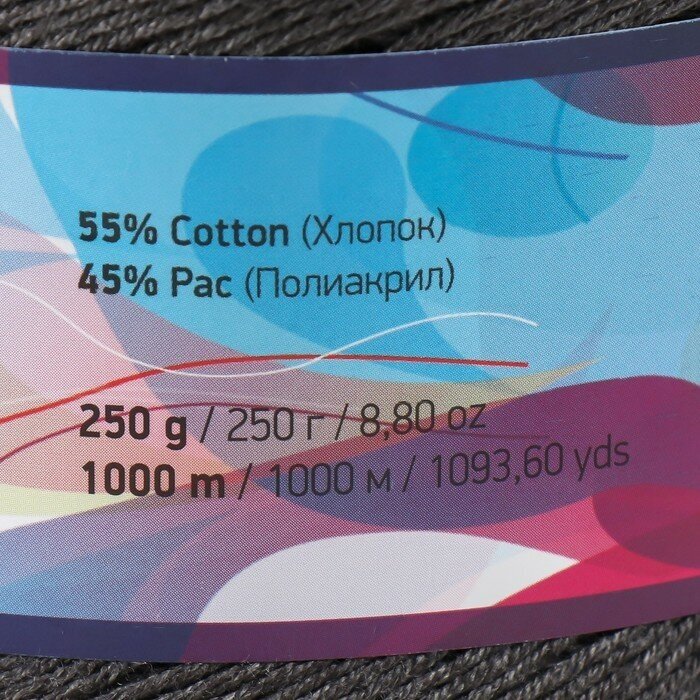 55% Cotton (Хлопок)
45% Pac (Полиакрил)
250 g / 250 г / 8,80 oz
1000 m / 1000 м / 1093,60 yds